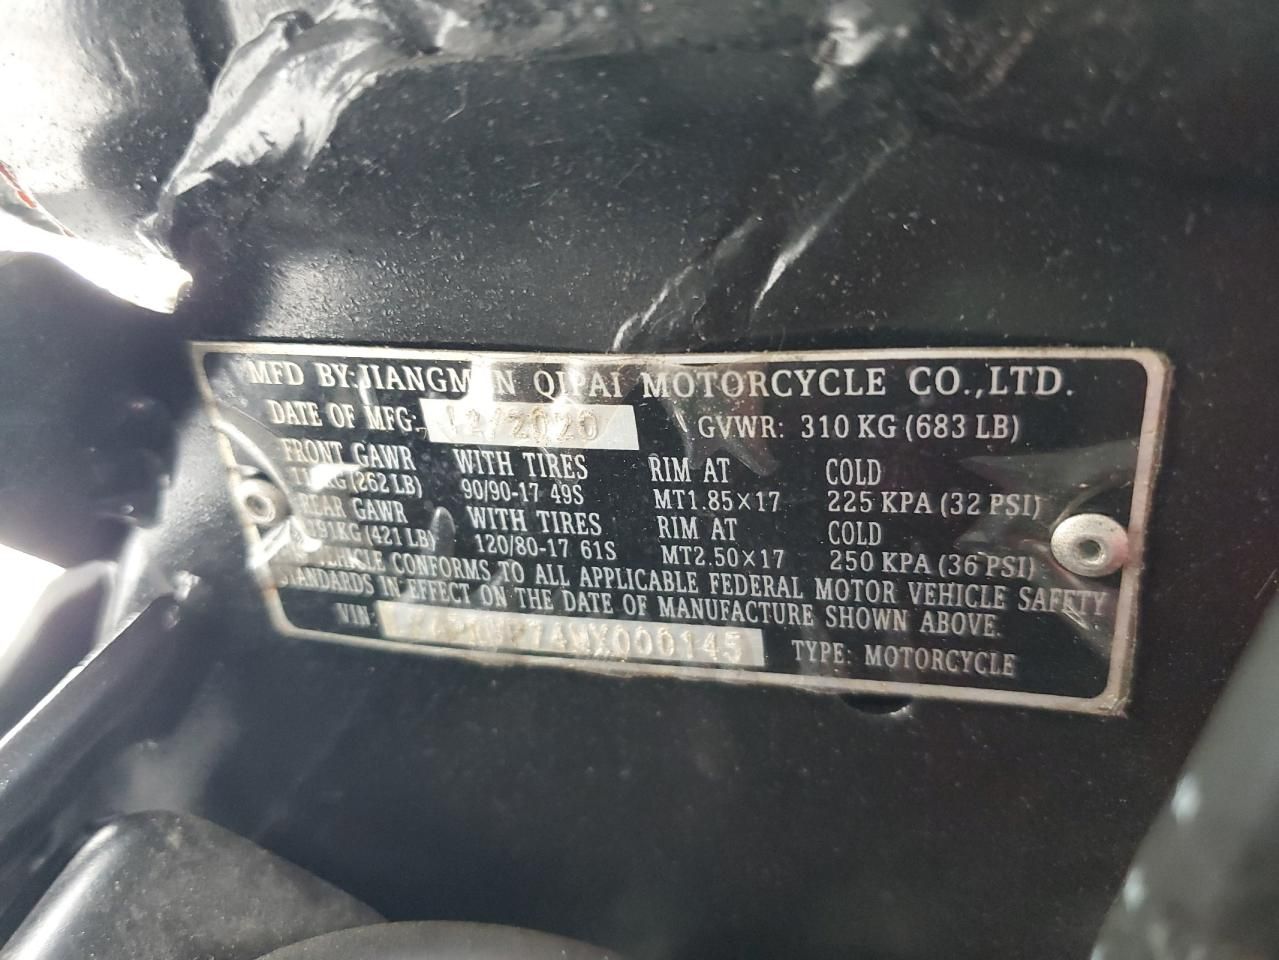 MFD BY:JIANGMEN QIPAI MOTORCYCLE CO.,LTD.
DATE OF MFG: 12/2020 GVWR: 310 KG (683 LB)
FRONT GAWR WITH TIRES RIM AT COLD
(262 LB) 90/90-17 49S MT1.85×17 225 KPA (32 PSI)
REAR GAWR WITH TIRES RIM AT COLD
191KG (421 LB) 120/80-17 61S MT2.50×17 250 KPA (36 PSI)
VEHICLE CONFORMS TO ALL APPLICABLE FEDERAL MOTOR VEHICLE SAFETY
STANDARDS IN EFFECT ON THE DATE OF MANUFACTURE SHOWN ABOVE.
VIN: TYPE: MOTORCYCLE